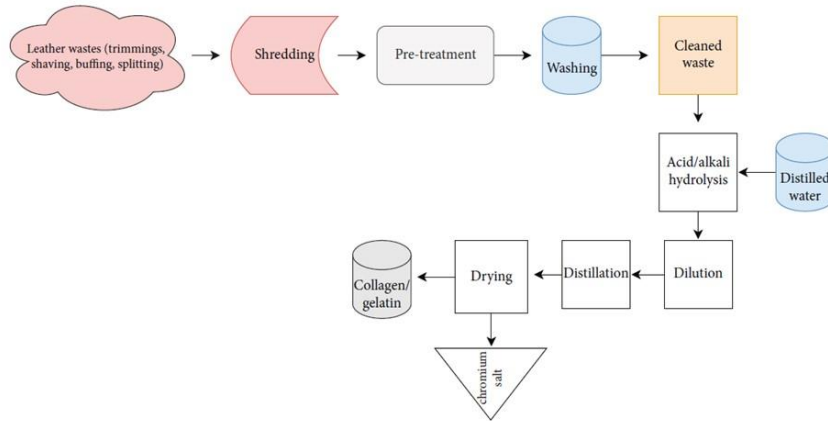 Leather wastes (trimmings,
shaving, buffing, splitting)
Shredding
Pre-treatment
Washing
Cleaned
waste
Acid/alkali
hydrolysis
Distilled
water
Dilution
Distillation
Drying
Collagen/
gelatin
chromium
salt